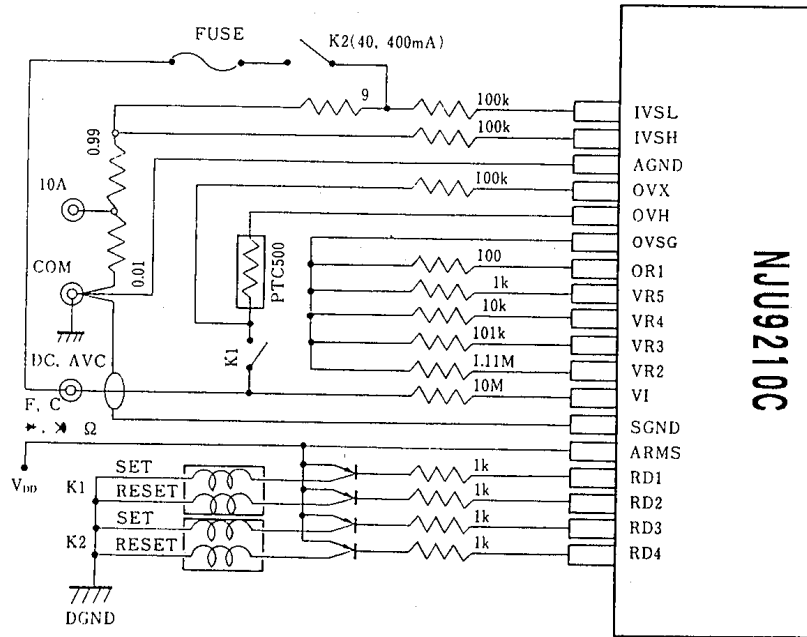 FUSE
K2(40, 400mA)
9
100k
IVSL
100k
IVSH
0.99
AGND
10A
100k
OVX
OVH
PTC500
OVSG
COM
0.01
100
OR1
1k
VR5
10k
VR4
K1
101k
VR3
DC, AVC
1.11M
VR2
10M
VI
F, C
Ω
SGND
ARMS
VDD
K1
SET
1k
RD1
RESET
1k
RD2
K2
SET
1k
RD3
RESET
1k
RD4
DGND
NJU9210C